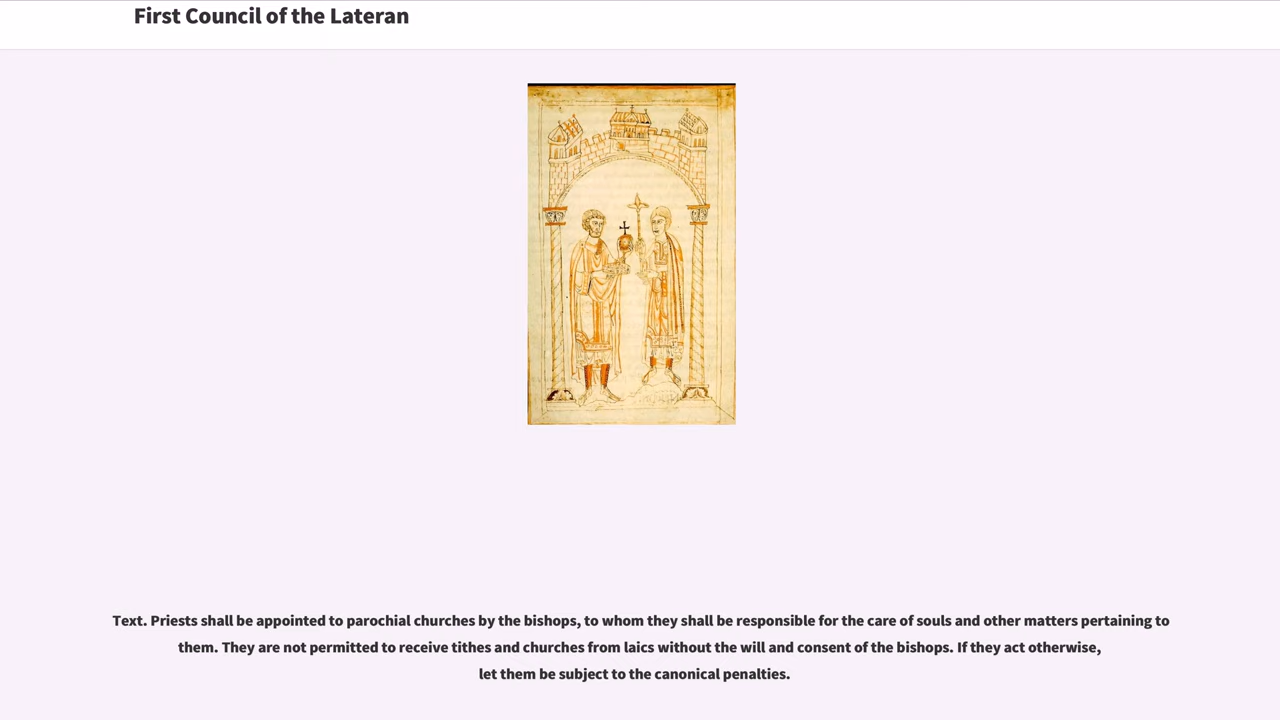 First Council of the Lateran
Text. Priests shall be appointed to parochial churches by the bishops, to whom they shall be responsible for the care of souls and other matters pertaining to
them. They are not permitted to receive tithes and churches from laics without the will and consent of the bishops. If they act otherwise,
let them be subject to the canonical penalties.